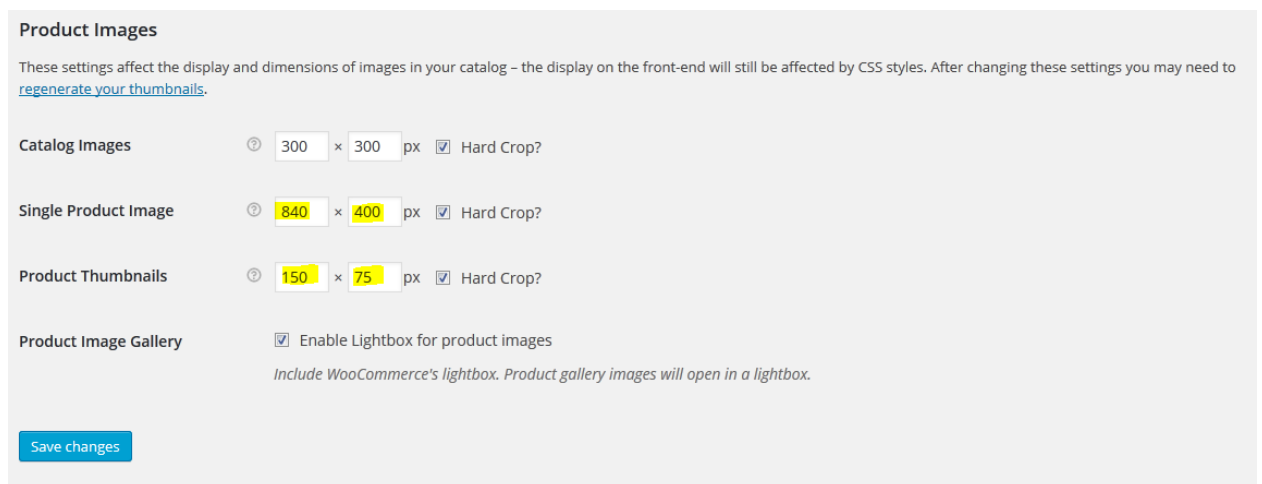 Product Images
These settings affect the display and dimensions of images in your catalog – the display on the front-end will still be affected by CSS styles. After changing these settings you may need to
regenerate your thumbnails.
Catalog Images ? 300 × 300 px Hard Crop?
Single Product Image ? 840 × 400 px Hard Crop?
Product Thumbnails ? 150 × 75 px Hard Crop?
Product Image Gallery Enable Lightbox for product images
Include WooCommerce's lightbox. Product gallery images will open in a lightbox.
Save changes